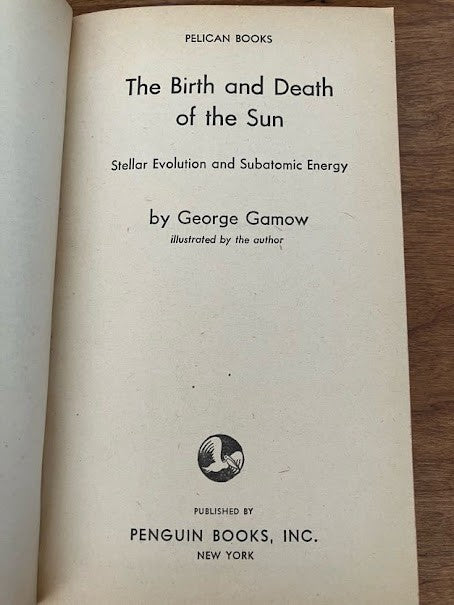 PELICAN BOOKS
The Birth and Death
of the Sun
Stellar Evolution and Subatomic Energy
by George Gamow
illustrated by the author
PUBLISHED BY
PENGUIN BOOKS, INC.
NEW YORK